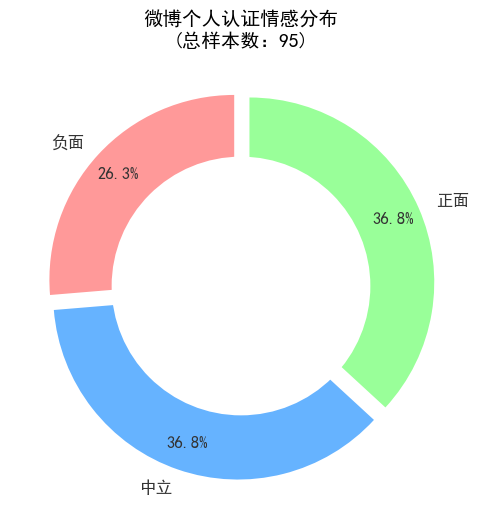 微博个人认证情感分布
(总样本数：95)
负面
26.3%
正面
36.8%
36.8%
中立